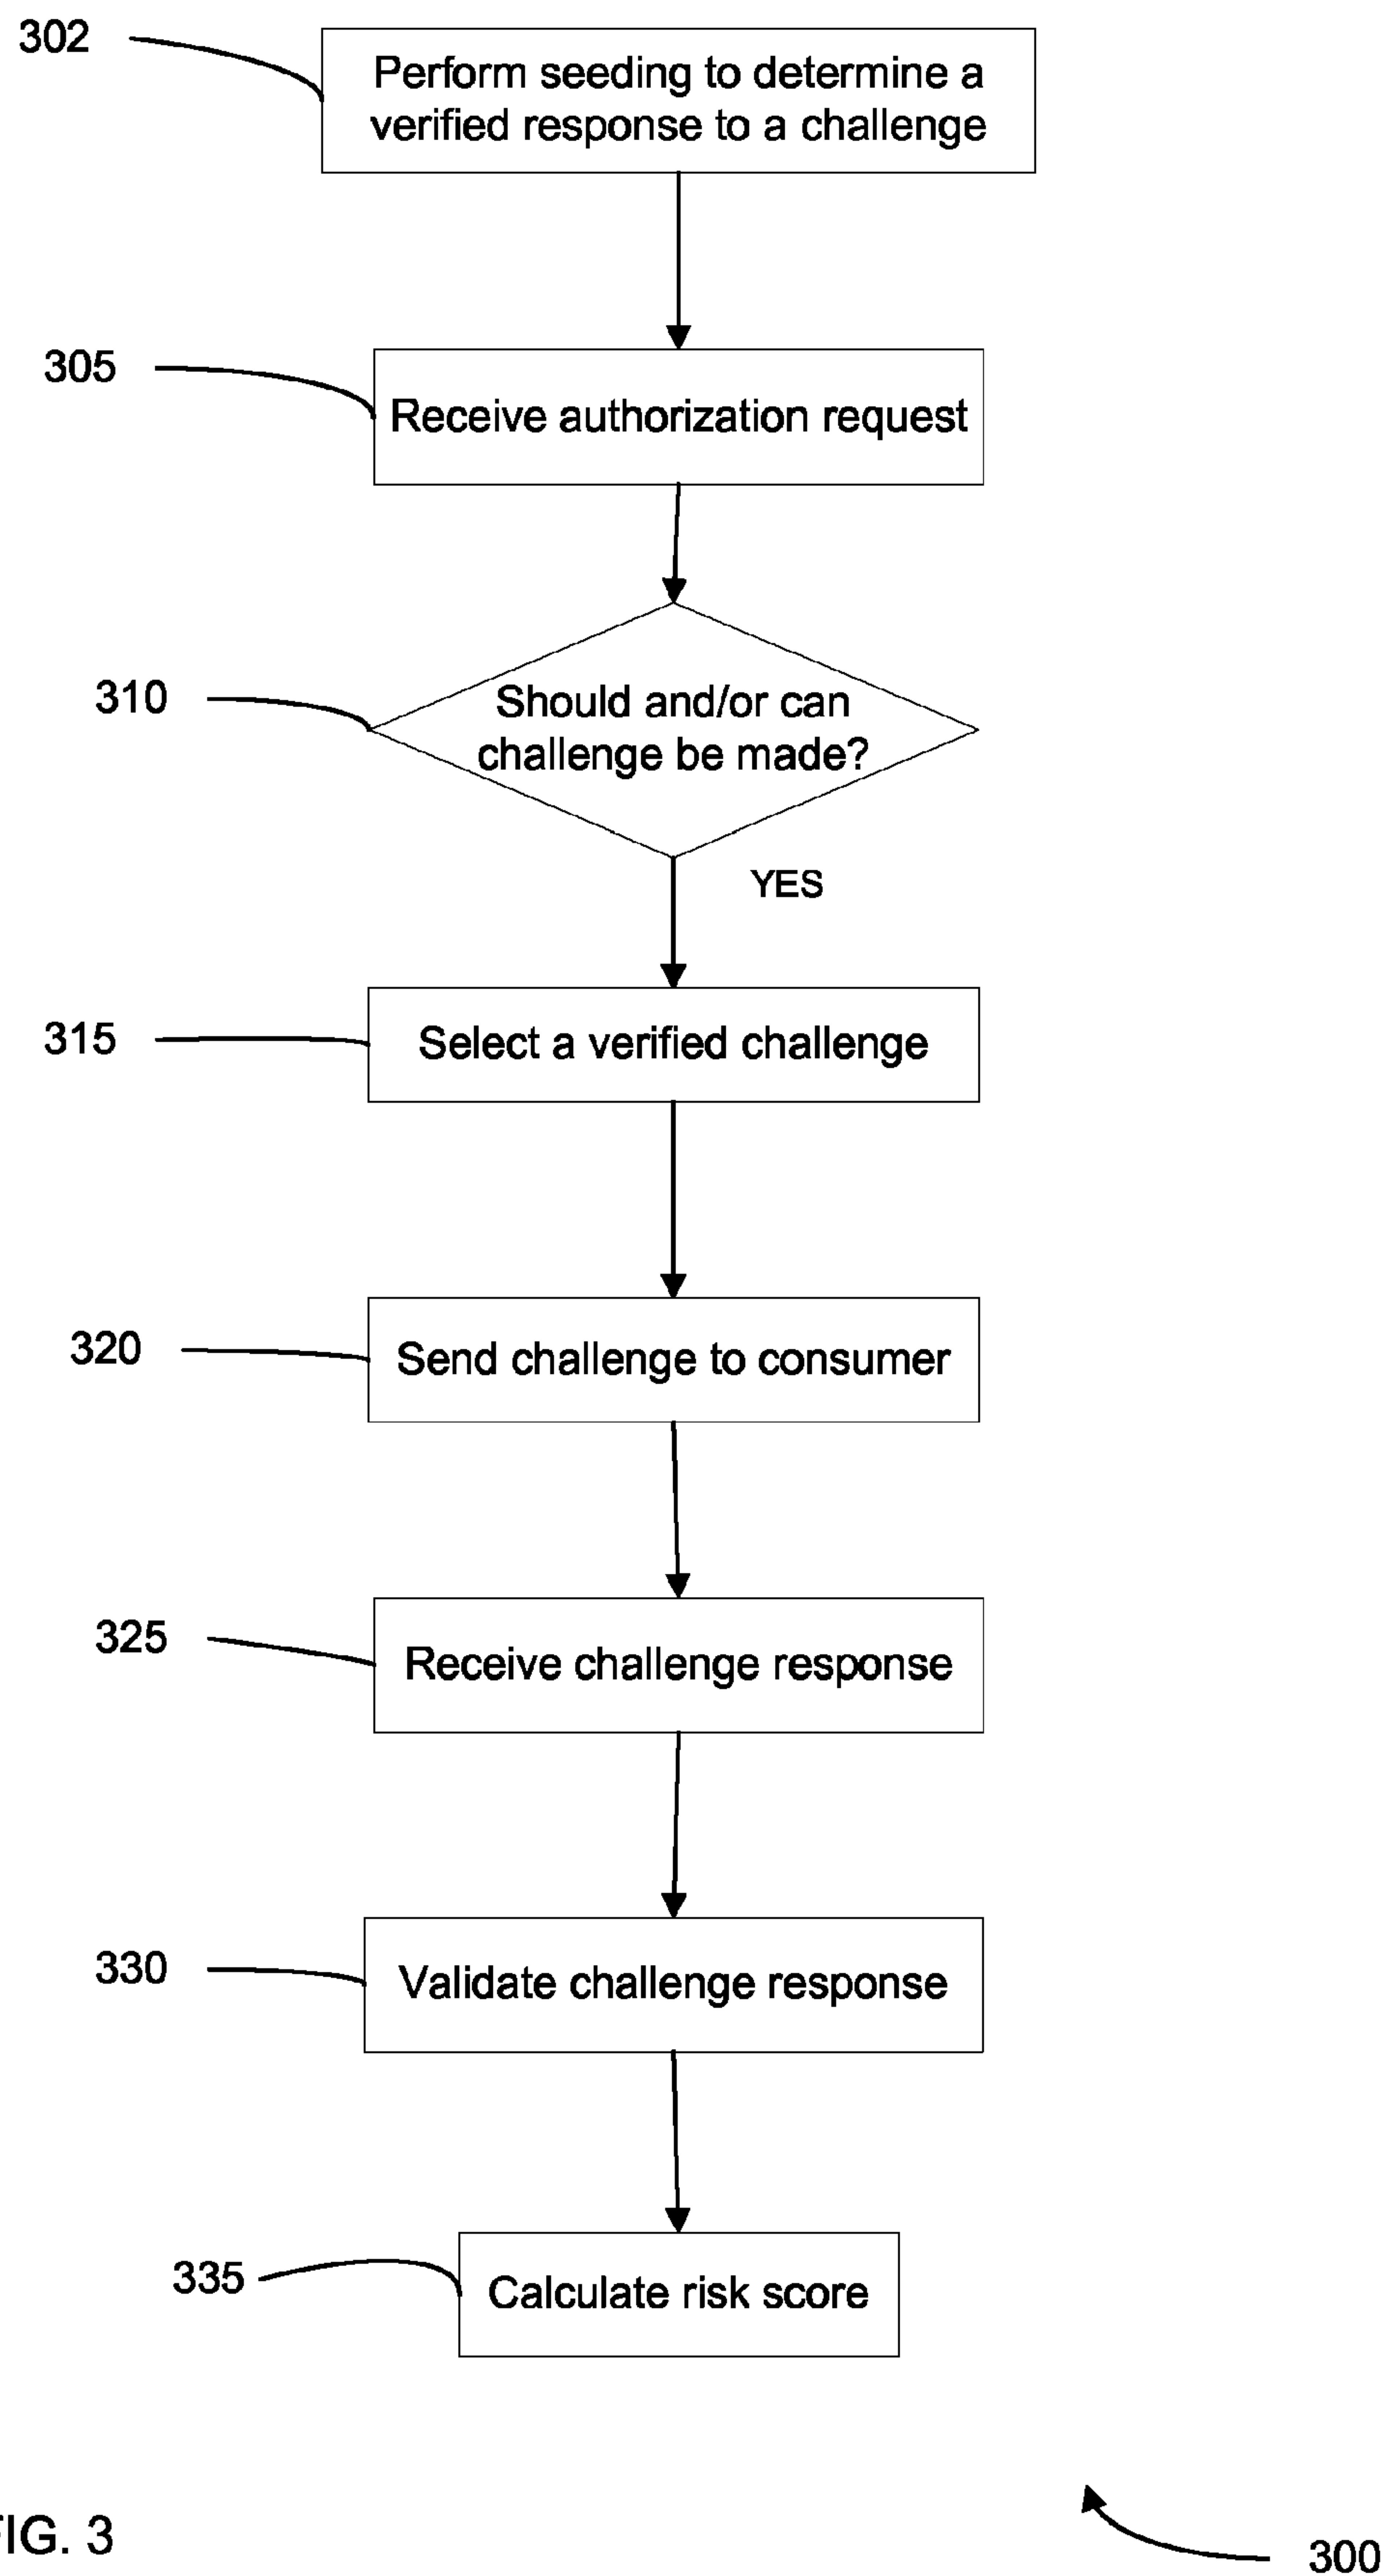 302
Perform seeding to determine a
verified response to a challenge
305
Receive authorization request
310
Should and/or can
challenge be made?
YES
315
Select a verified challenge
320
Send challenge to consumer
325
Receive challenge response
330
Validate challenge response
335
Calculate risk score
FIG. 3
300